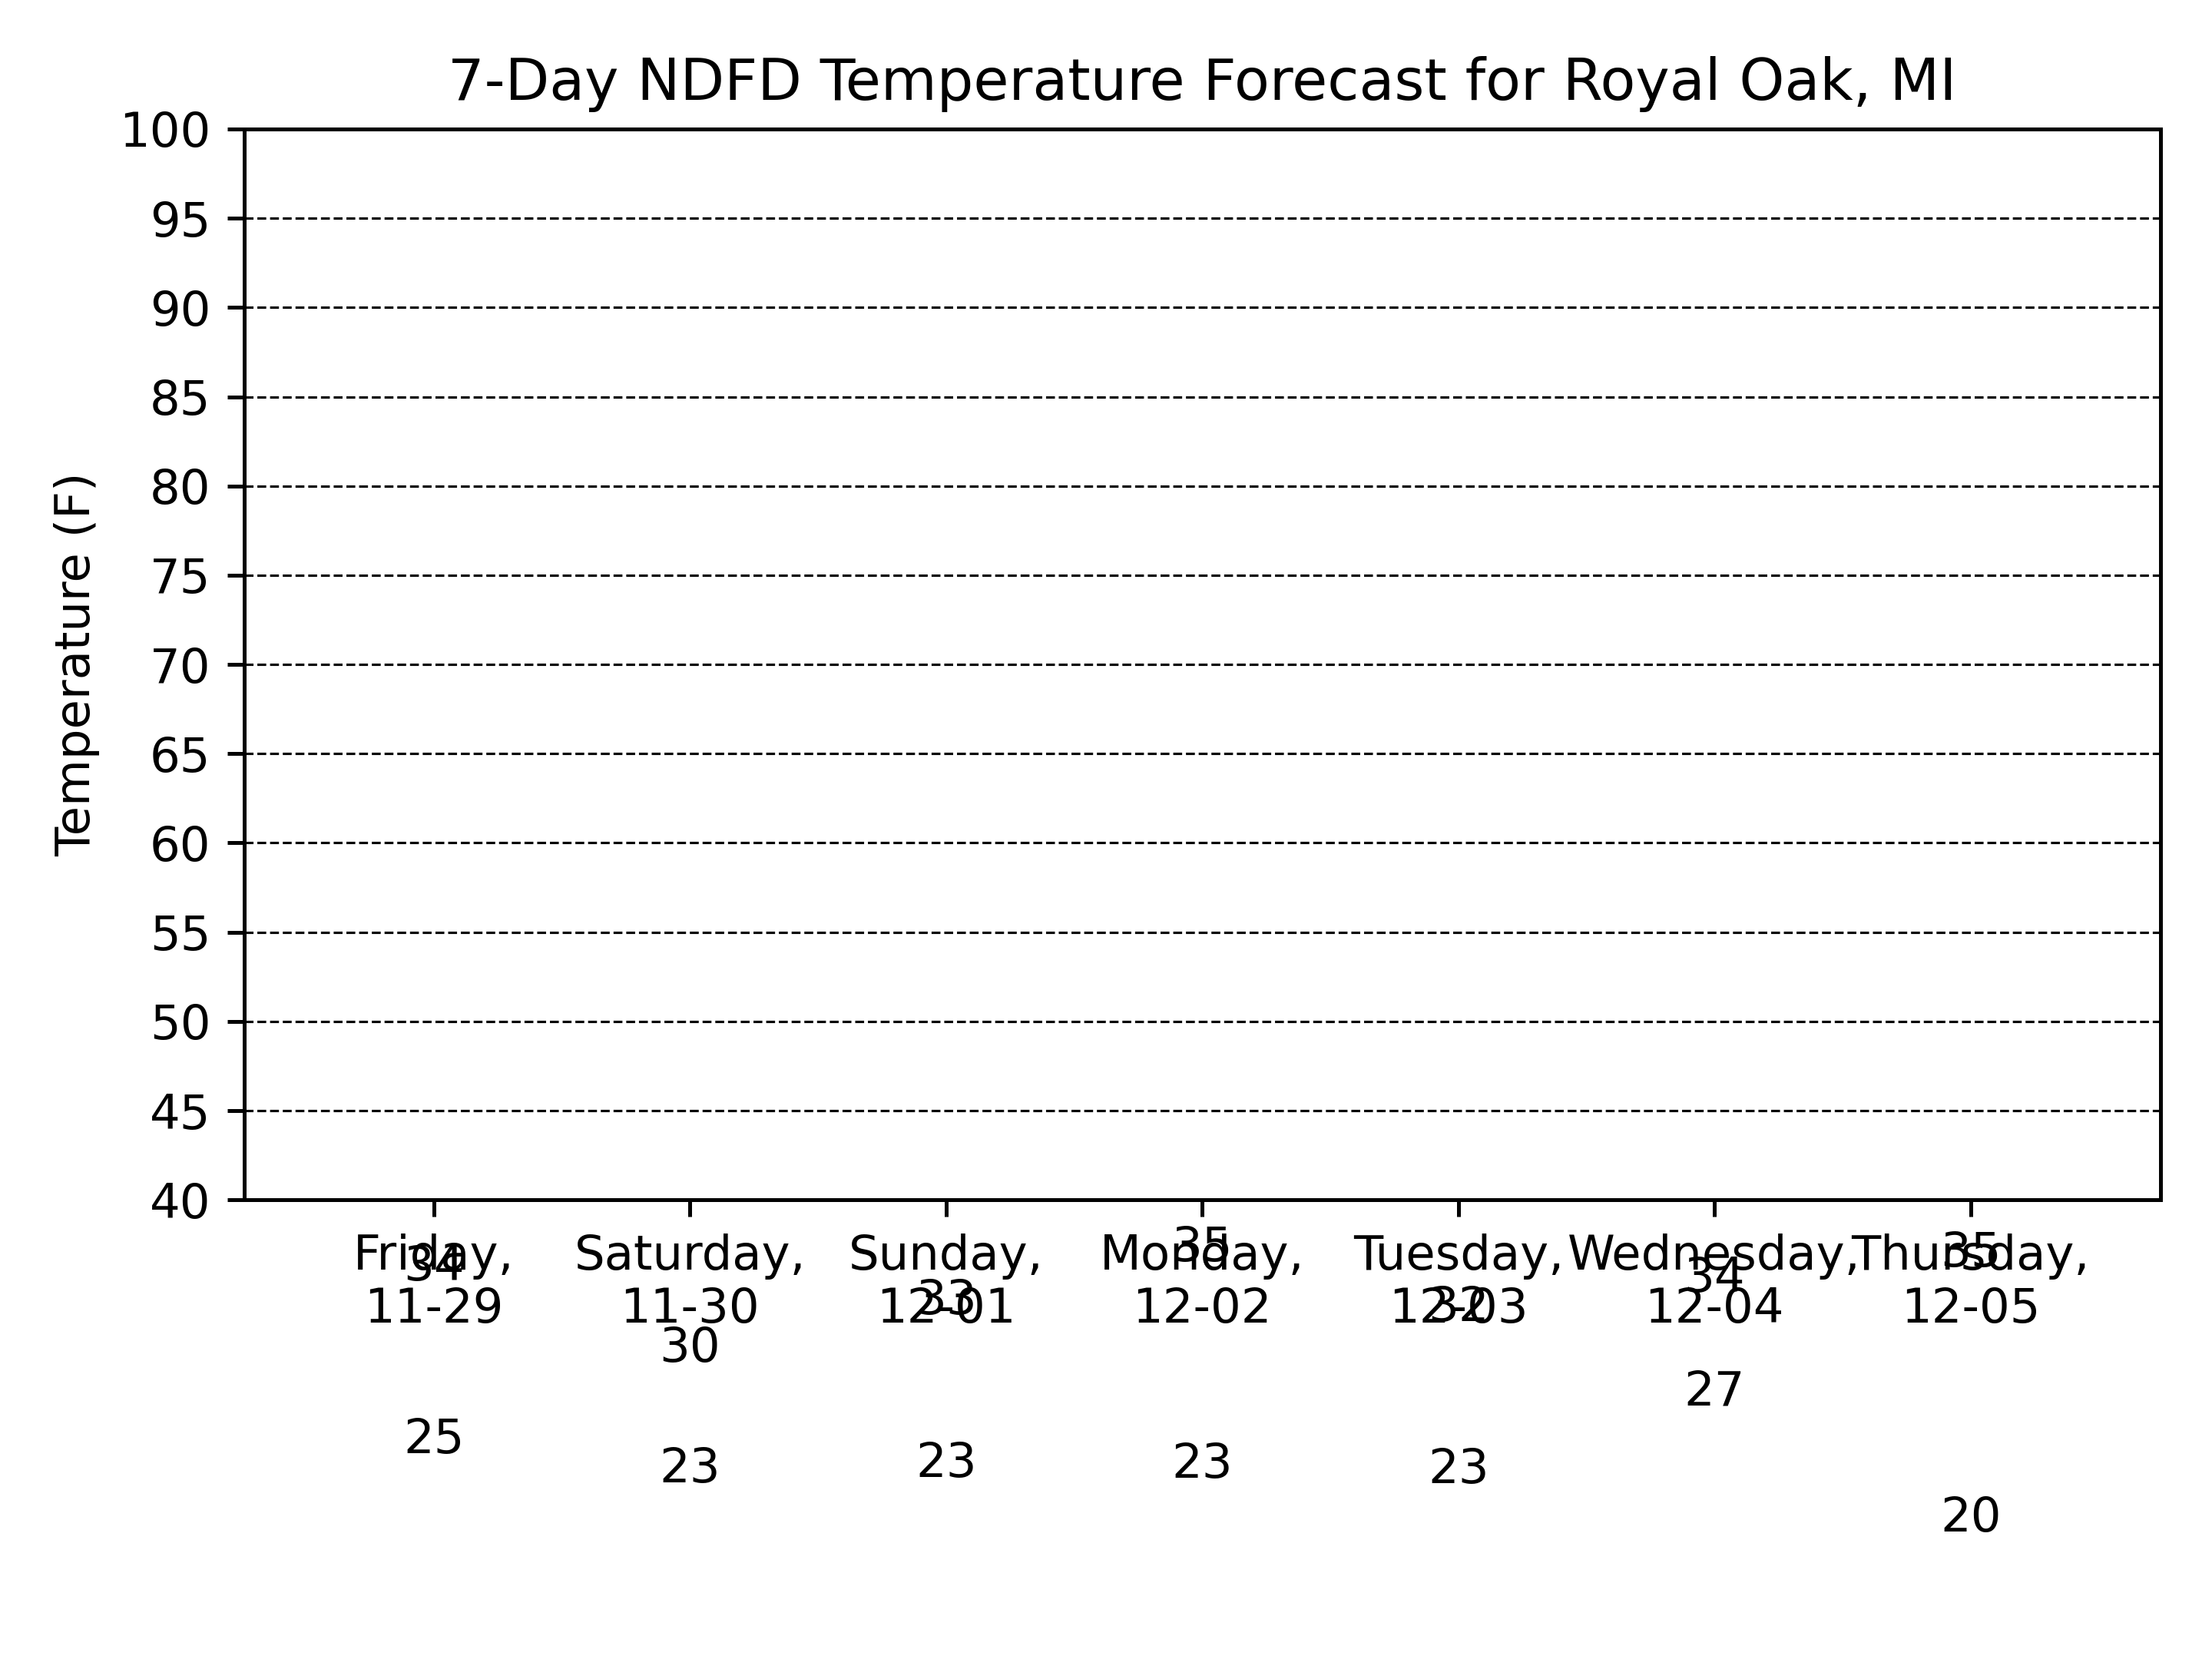 7-Day NDFD Temperature Forecast for Royal Oak, MI
Temperature (F)
100
95
90
85
80
75
70
65
60
55
50
45
40
Friday, Saturday, Sunday, Monday, Tuesday, Wednesday, Thursday,
11-29 11-30 12-01 12-02 12-03 12-04 12-05
34 30 33 35 32 34 35
25 23 23 23 23 27 20